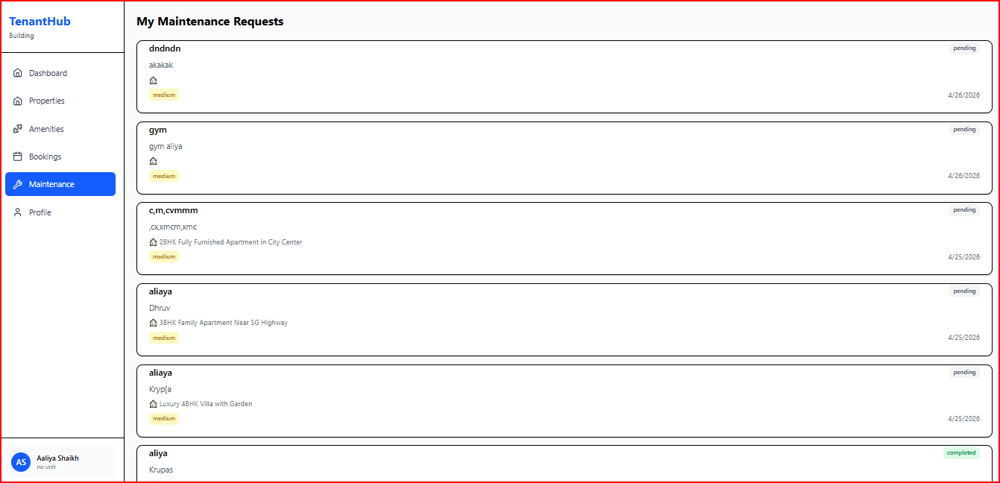 TenantHub
Building
Dashboard
Properties
Amenities
Bookings
Maintenance
Profile
AS
Aaliya Shaikh
no unit
My Maintenance Requests
dndndn
pending
akakak
medium
4/26/2026
gym
pending
gym aliya
medium
4/26/2026
c,m,cvmmm
pending
,cx,xmcm,xmc
2BHK Fully Furnished Apartment in City Center
medium
4/25/2026
aliaya
pending
Dhruv
3BHK Family Apartment Near SG Highway
medium
4/25/2026
aliaya
pending
Kryp[a
Luxury 4BHK Villa with Garden
medium
4/25/2026
aliya
completed
Krupas